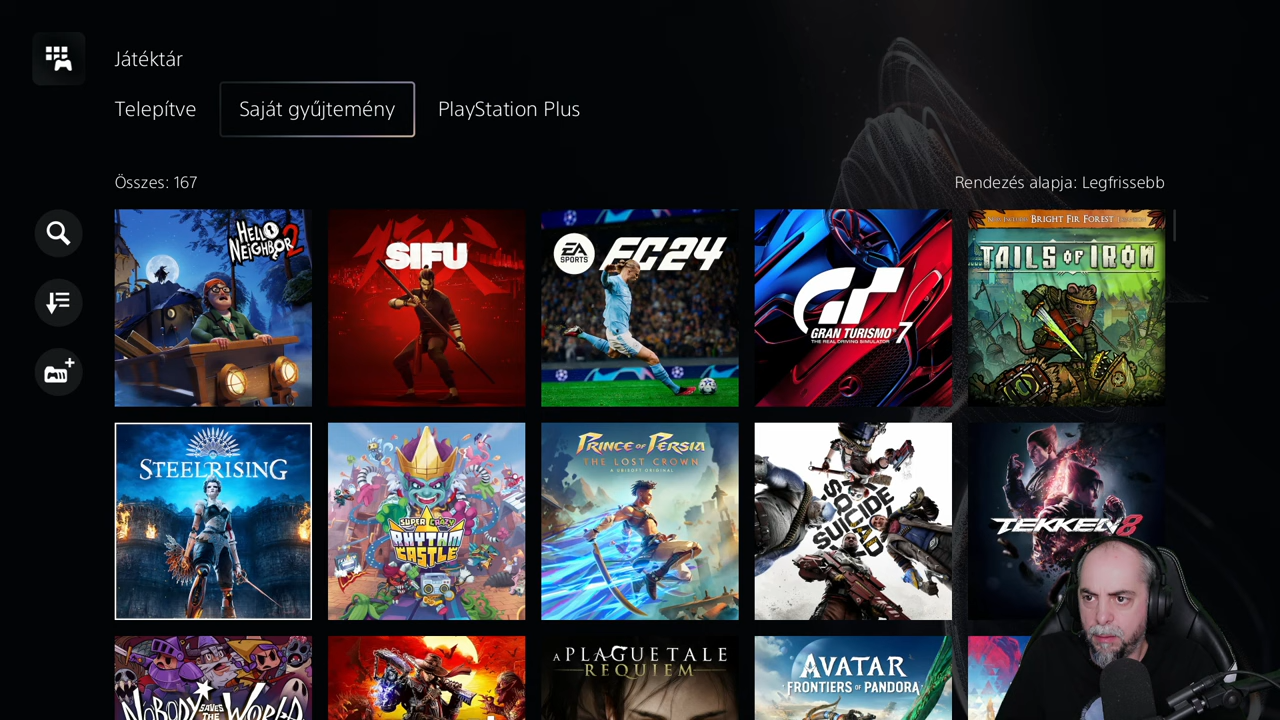 Játéktár
Telepítve
Saját gyűjtemény
PlayStation Plus
Összes: 167
Rendezés alapja: Legfrissebb
HELLO
NEIGHBOR 2
SIFU
EA
SPORTS
FC24
GT
GRAN TURISMO 7
THE REAL DRIVING SIMULATOR
BRIGHT FIR FOREST
TAILS OF IRON
STEELRISING
SUPER CRAZY
RHYTHM
CASTLE
PRINCE OF PERSIA
THE LOST CROWN
A UBISOFT ORIGINAL
SUICIDE
SQUAD
TEKKEN 8
NOBODY SAVES THE WORLD
A PLAGUE TALE
REQUIEM
AVATAR
FRONTIERS OF PANDORA